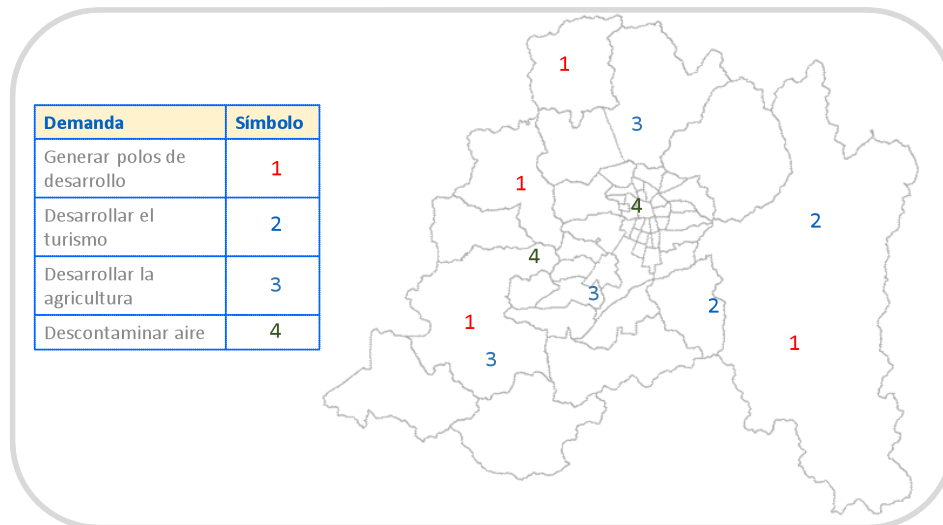 Demanda Símbolo
Generar polos de
desarrollo
1
Desarrollar el
turismo
2
Desarrollar la
agricultura
3
Descontaminar aire 4
1
3
1
4
2
4
3
2
1
1
3